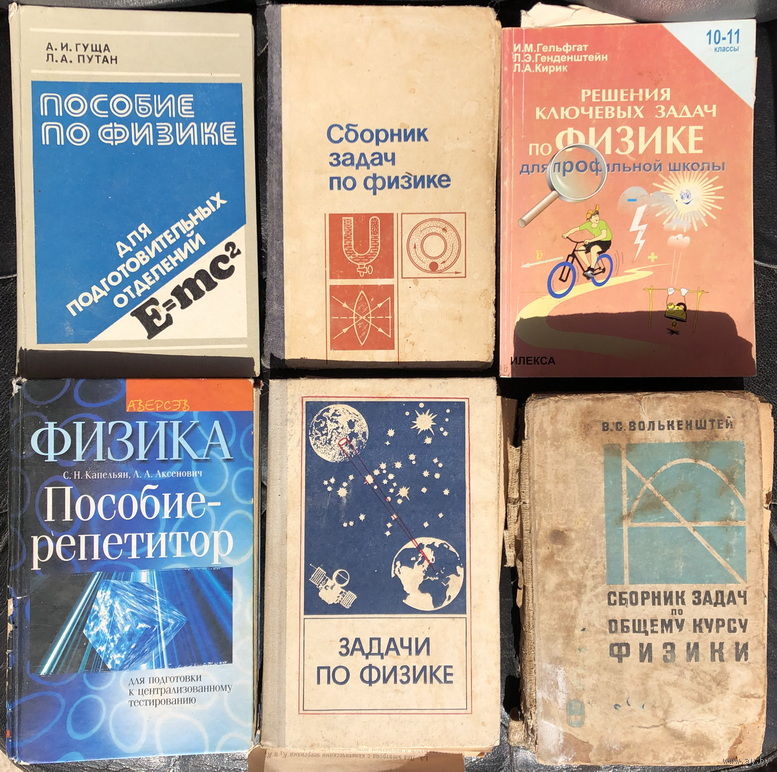 А. И. ГУЩА
Л. А. ПУТАН
ПОСОБИЕ
ПО ФИЗИКЕ
ДЛЯ
ПОДГОТОВИТЕЛЬНЫХ
ОТДЕЛЕНИЙ
E=mc²
Сборник
задач
по физике
И.М. Гельфгат
Л.Э. Генденштейн
Л.А. Кирик
10-11
классы
РЕШЕНИЯ
КЛЮЧЕВЫХ ЗАДАЧ
ПО ФИЗИКЕ
для профильной школы
ИЛЕКСА
АВЕРСЭВ
ФИЗИКА
С. Н. Капельян, Л. А. Аксенович
Пособие-
репетитор
для подготовки
к централизованному
тестированию
ЗАДАЧИ
ПО ФИЗИКЕ
В. С. ВОЛЬКЕНШТЕЙ
СБОРНИК ЗАДАЧ
ПО
ОБЩЕМУ КУРСУ
ФИЗИКИ